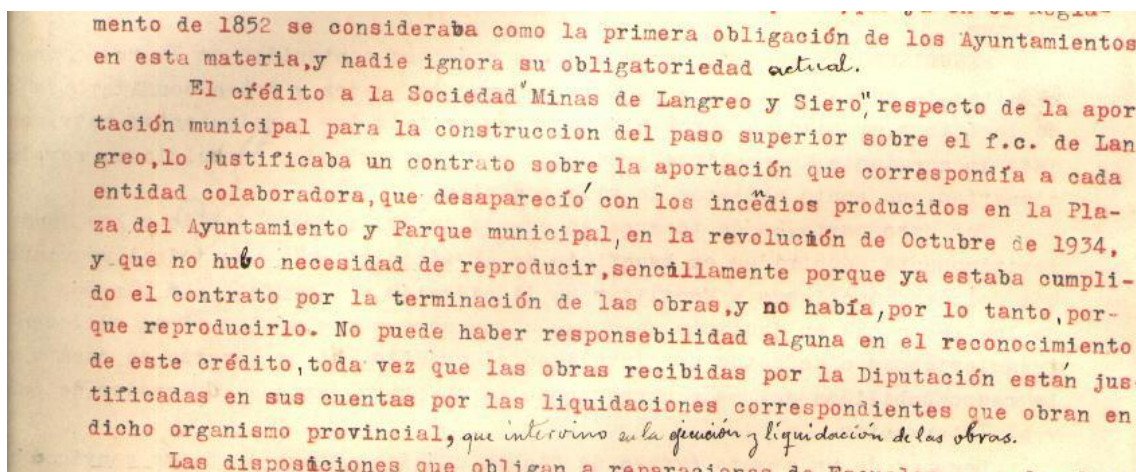 mento de 1852 se consideraba como la primera obligación de los Ayuntamientos
en esta materia,y nadie ignora su obligatoriedad actual.
El crédito a la Sociedad "Minas de Langreo y Siero", respecto de la apor
tación municipal para la construccion del paso superior sobre el f.c. de Lan
greo,lo justificaba un contrato sobre la aportación que correspondía a cada
entidad colaboradora,que desapareció con los incendios producidos en la Pla-
za del Ayuntamiento y Parque municipal,en la revolución de Octubre de 1934,
y que no hubo necesidad de reproducir,sencillamente porque ya estaba cumpli-
do el contrato por la terminación de las obras,y no había,por lo tanto,por-
que reproducirlo. No puede haber responsebilidad alguna en el reconocimiento
de este crédito,toda vez que las obras recibidas por la Diputación están jus
tificadas en sus cuentas por las liquidaciones correspondientes que obran en
dicho organismo provincial, que intervino en la ejecución y liquidación de las obras.
Las disposiciones que obligan a reparaciones de